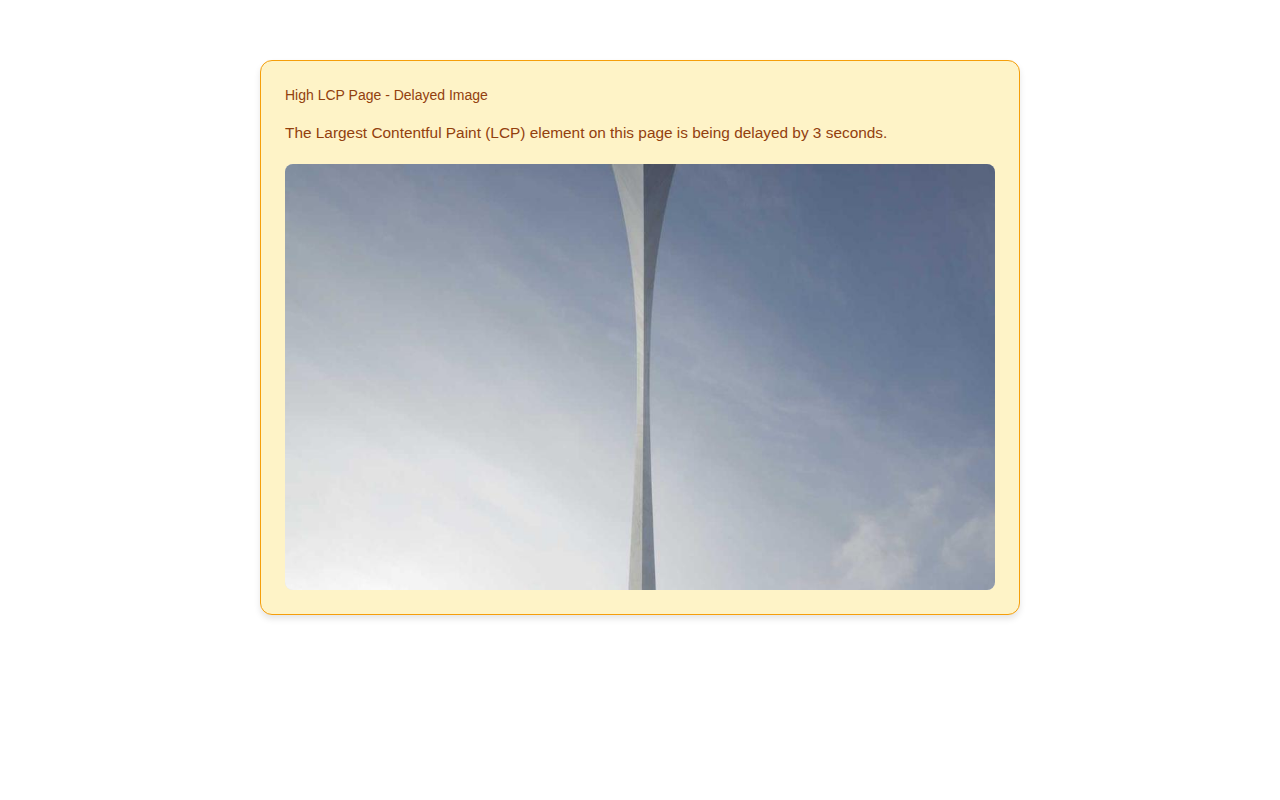 High LCP Page - Delayed Image
The Largest Contentful Paint (LCP) element on this page is being delayed by 3 seconds.